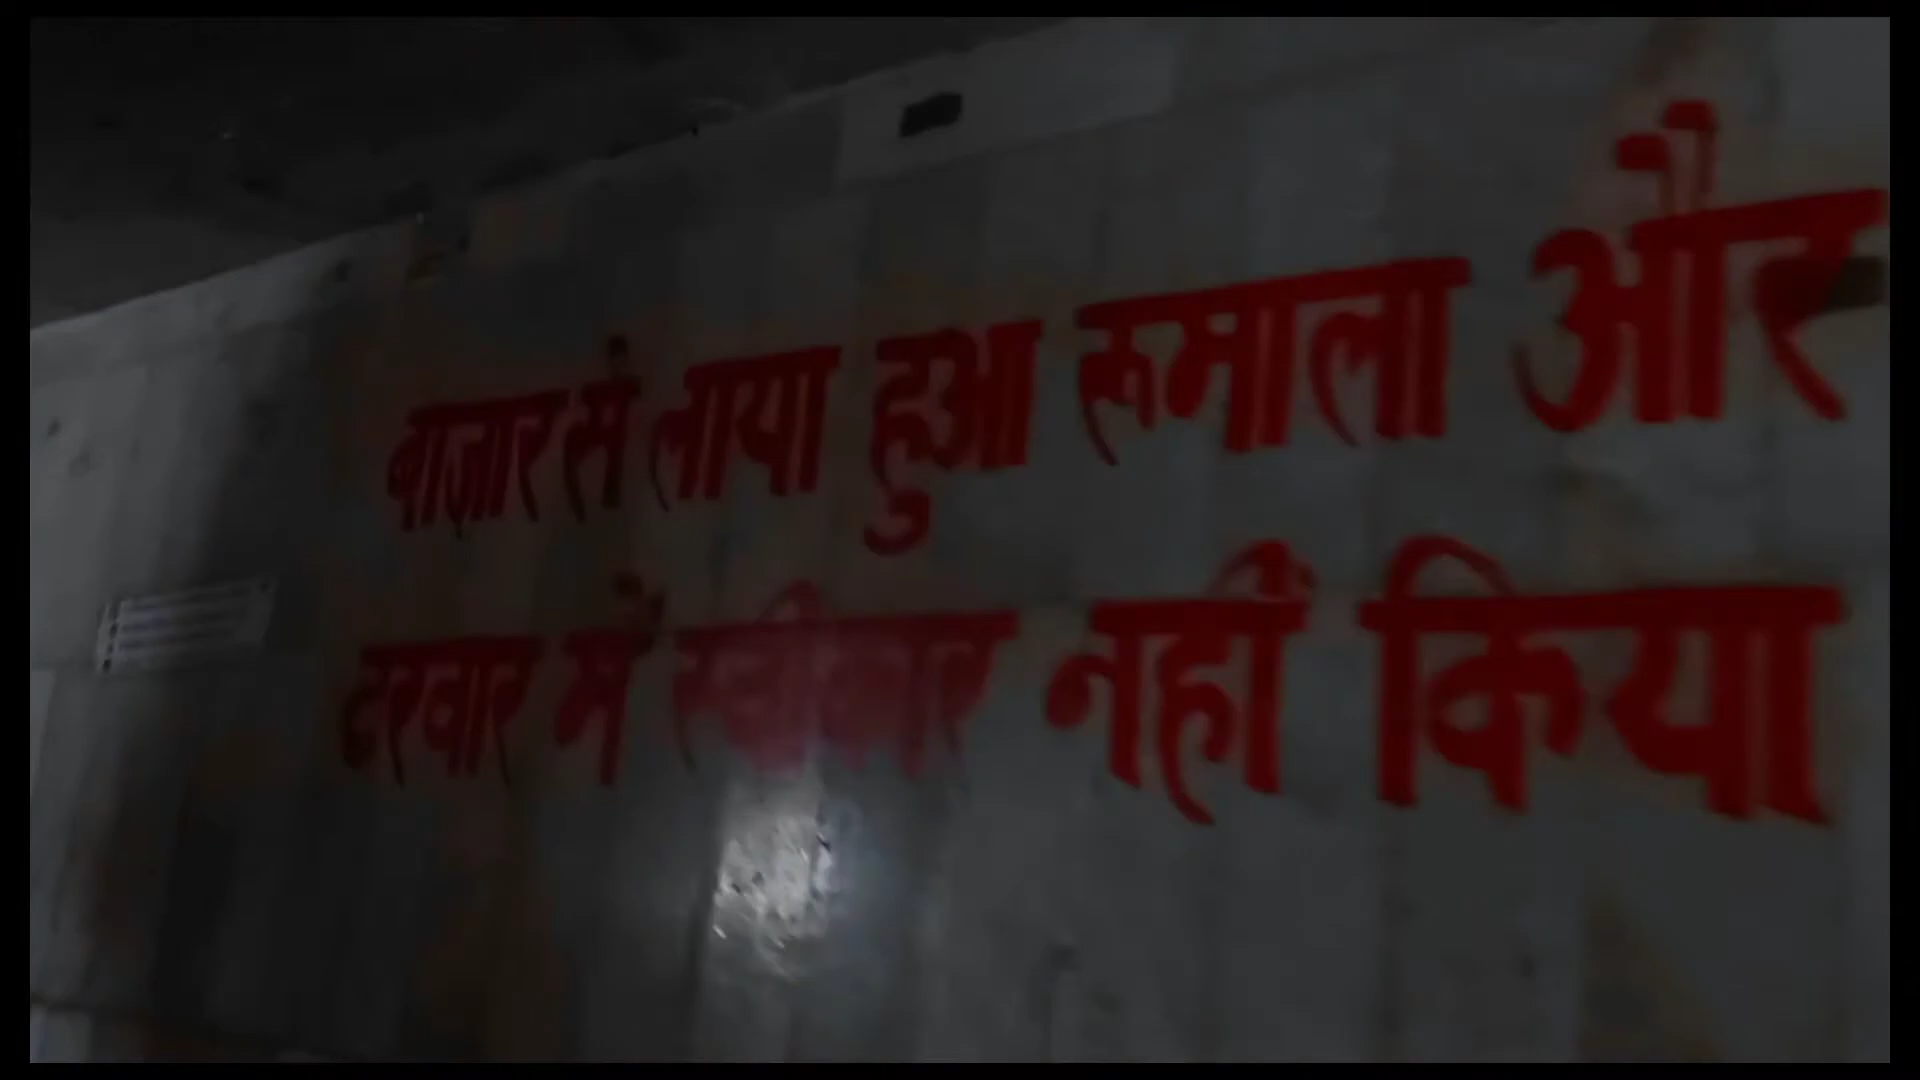 बाज़ार से लाया हुआ रूमाला और
दरबार में स्वीकार नहीं किया